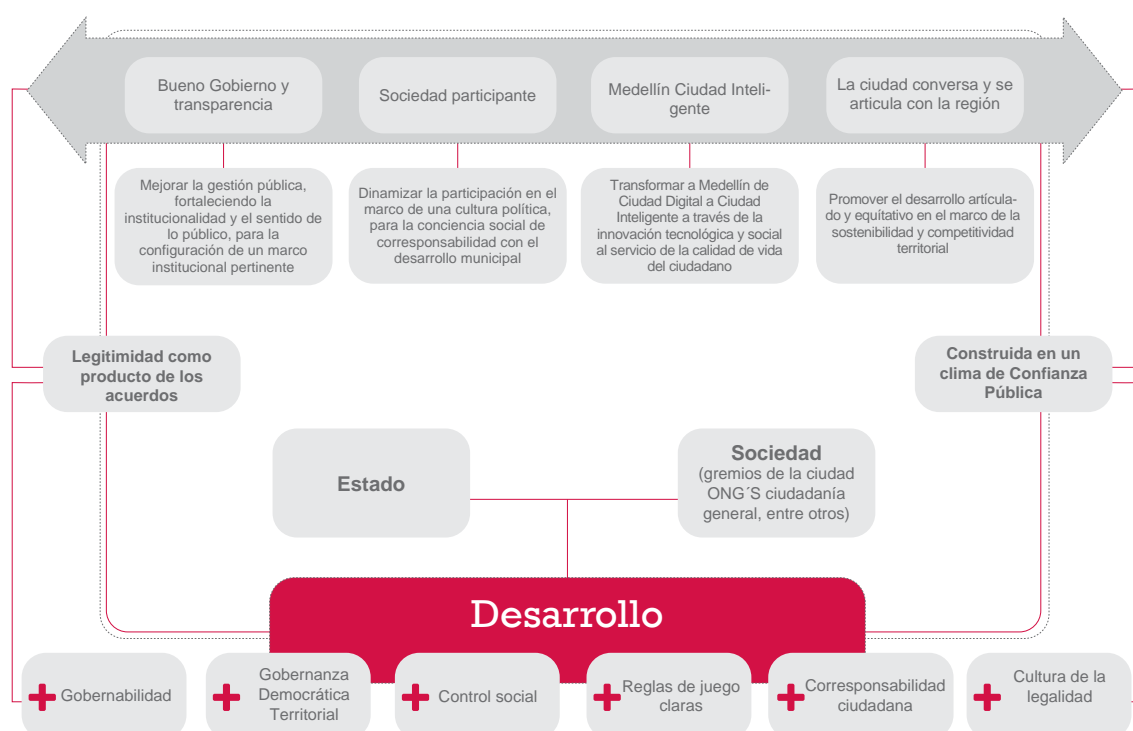 Bueno Gobierno y
transparencia
Sociedad participante
Medellín Ciudad Inteli-
gente
La ciudad conversa y se
articula con la región
Mejorar la gestión pública,
fortaleciendo la
institucionalidad y el sentido de
lo público, para la
configuración de un marco
institucional pertinente
Dinamizar la participación en el
marco de una cultura política,
para la conciencia social de
corresponsabilidad con el
desarrollo municipal
Transformar a Medellín de
Ciudad Digital a Ciudad
Inteligente a través de la
innovación tecnológica y social
al servicio de la calidad de vida
del ciudadano
Promover el desarrollo artícula-
do y equítativo en el marco de la
sostenibilidad y competitividad
territorial
Legitimidad como
producto de los
acuerdos
Construida en un
clima de Confianza
Pública
Estado
Sociedad
(gremios de la ciudad
ONG´S ciudadanía
general, entre otros)
Desarrollo
Gobernabilidad
Gobernanza
Democrática
Territorial
Control social
Reglas de juego
claras
Corresponsabilidad
ciudadana
Cultura de la
legalidad